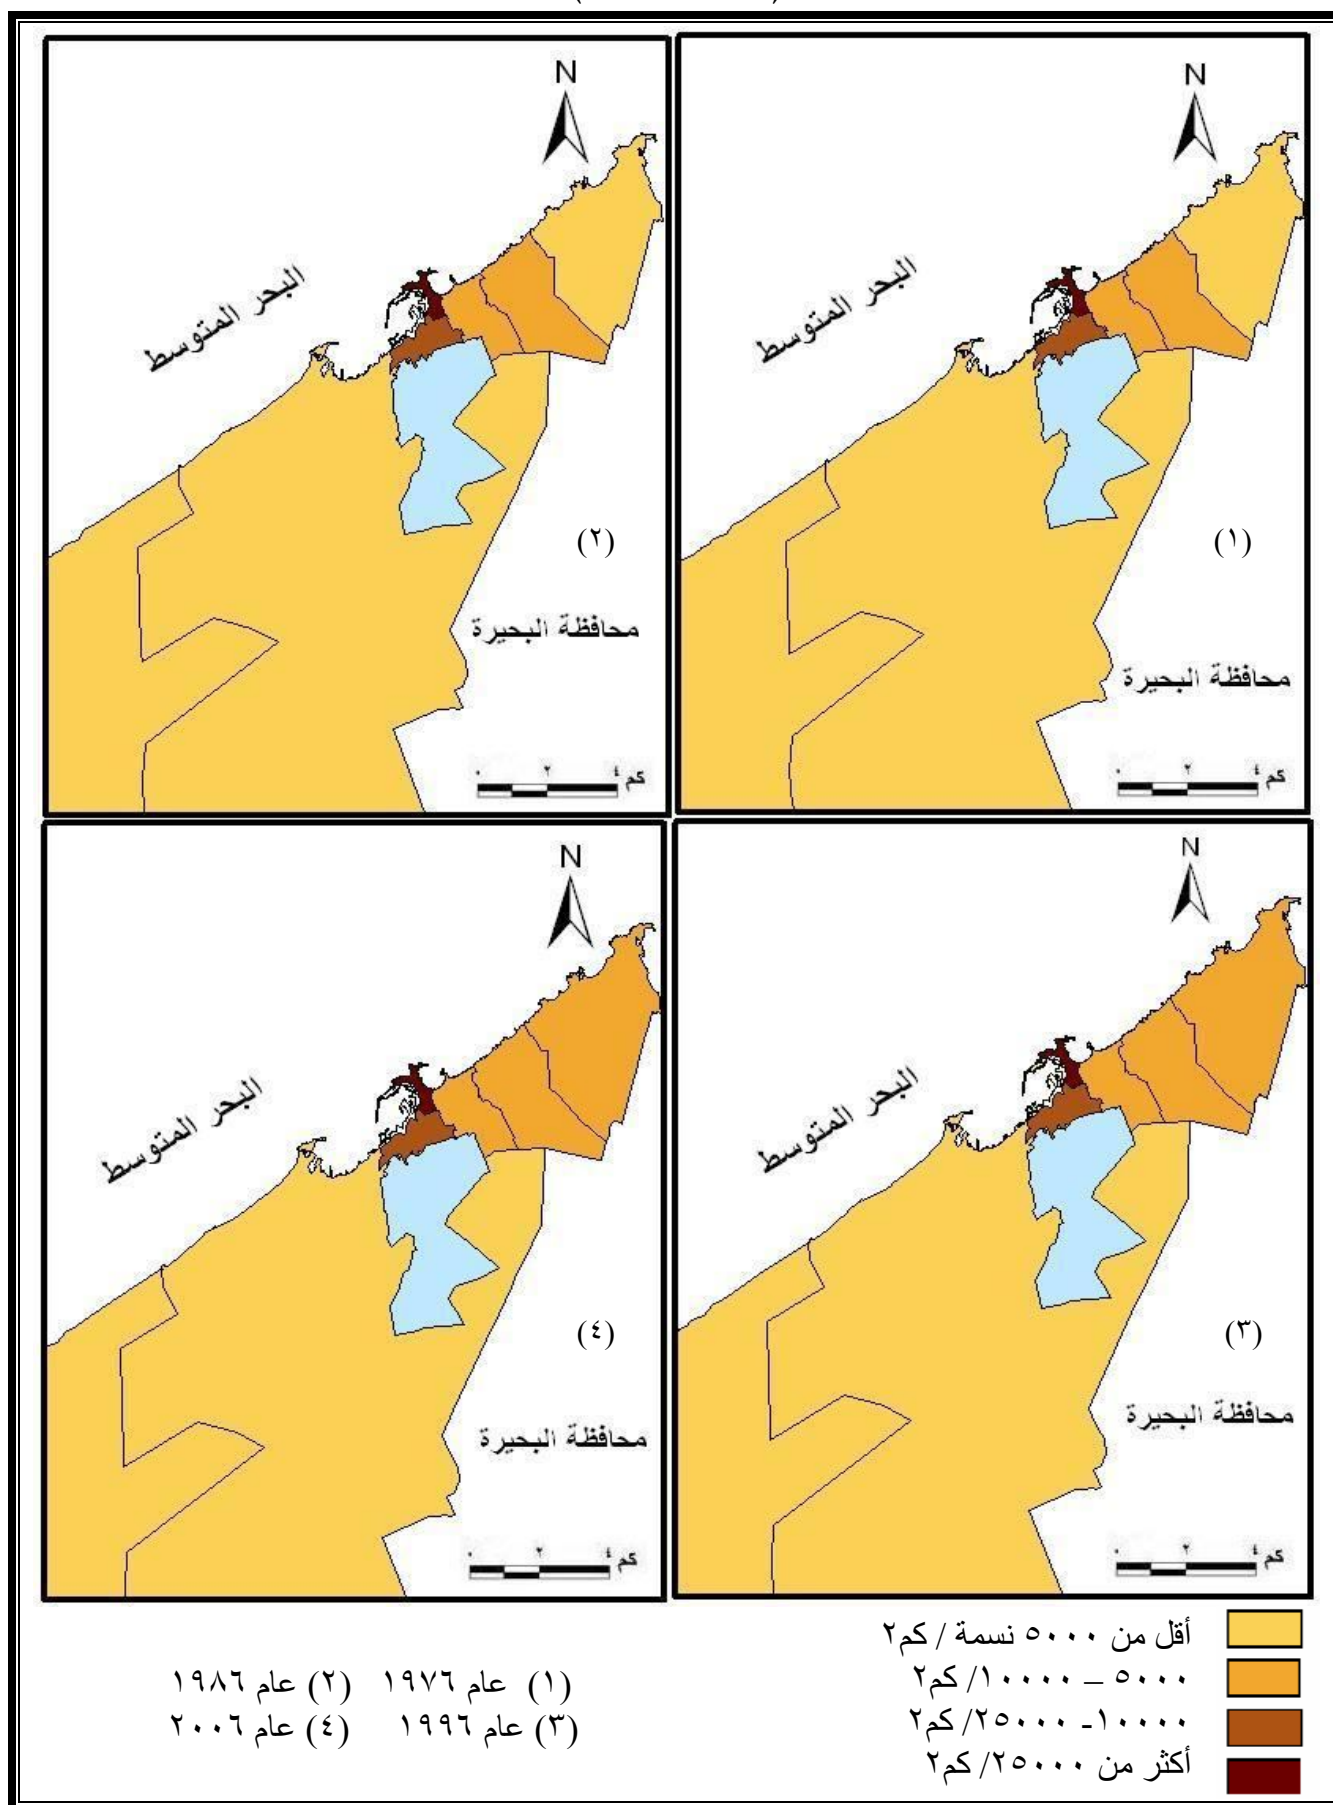 N
البحر المتوسط
(١)
محافظة البحيرة
٠ ٢ ٤ كم
N
البحر المتوسط
(٢)
محافظة البحيرة
٠ ٢ ٤ كم
N
البحر المتوسط
(٣)
محافظة البحيرة
٠ ٢ ٤ كم
N
البحر المتوسط
(٤)
محافظة البحيرة
٠ ٢ ٤ كم
أقل من ٥٠٠٠ نسمة / كم٢
٥٠٠٠ – ١٠٠٠٠/ كم٢
١٠٠٠٠- ٢٥٠٠٠/ كم٢
أكثر من ٢٥٠٠٠/ كم٢
(١) عام ١٩٧٦ (٢) عام ١٩٨٦
(٣) عام ١٩٩٦ (٤) عام ٢٠٠٦